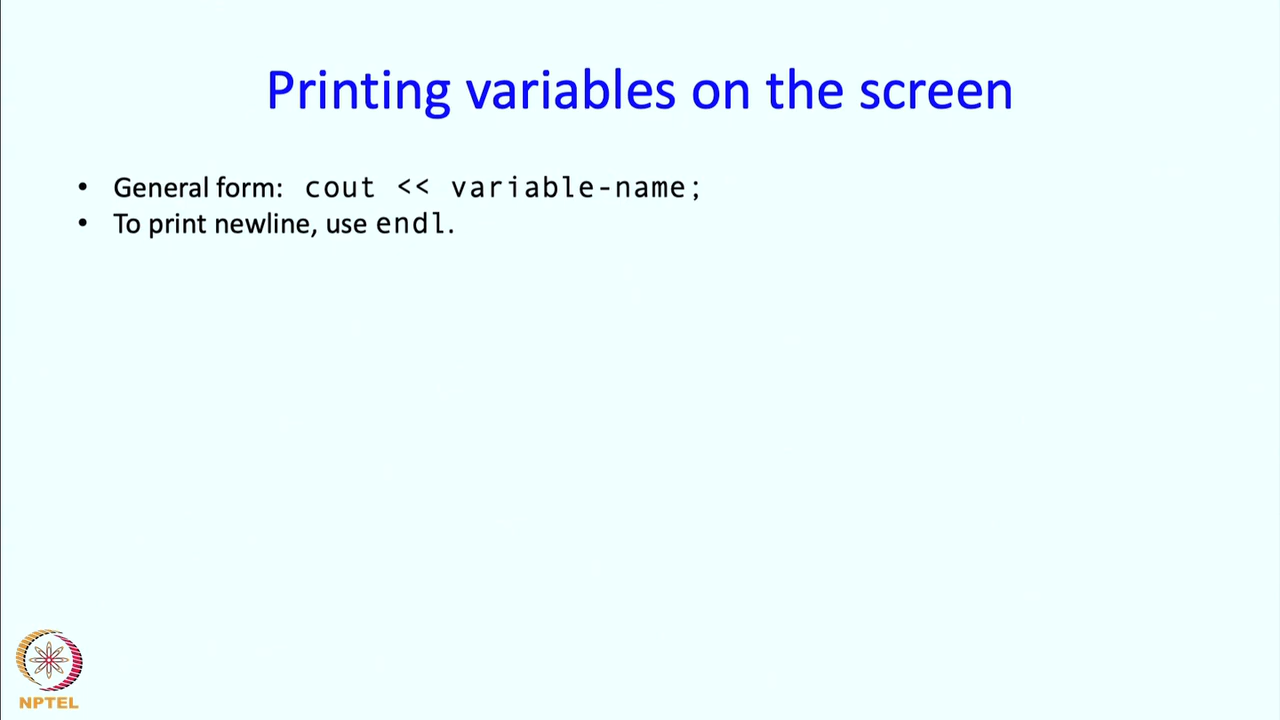 Printing variables on the screen
• General form: cout << variable-name;
• To print newline, use endl.
NPTEL